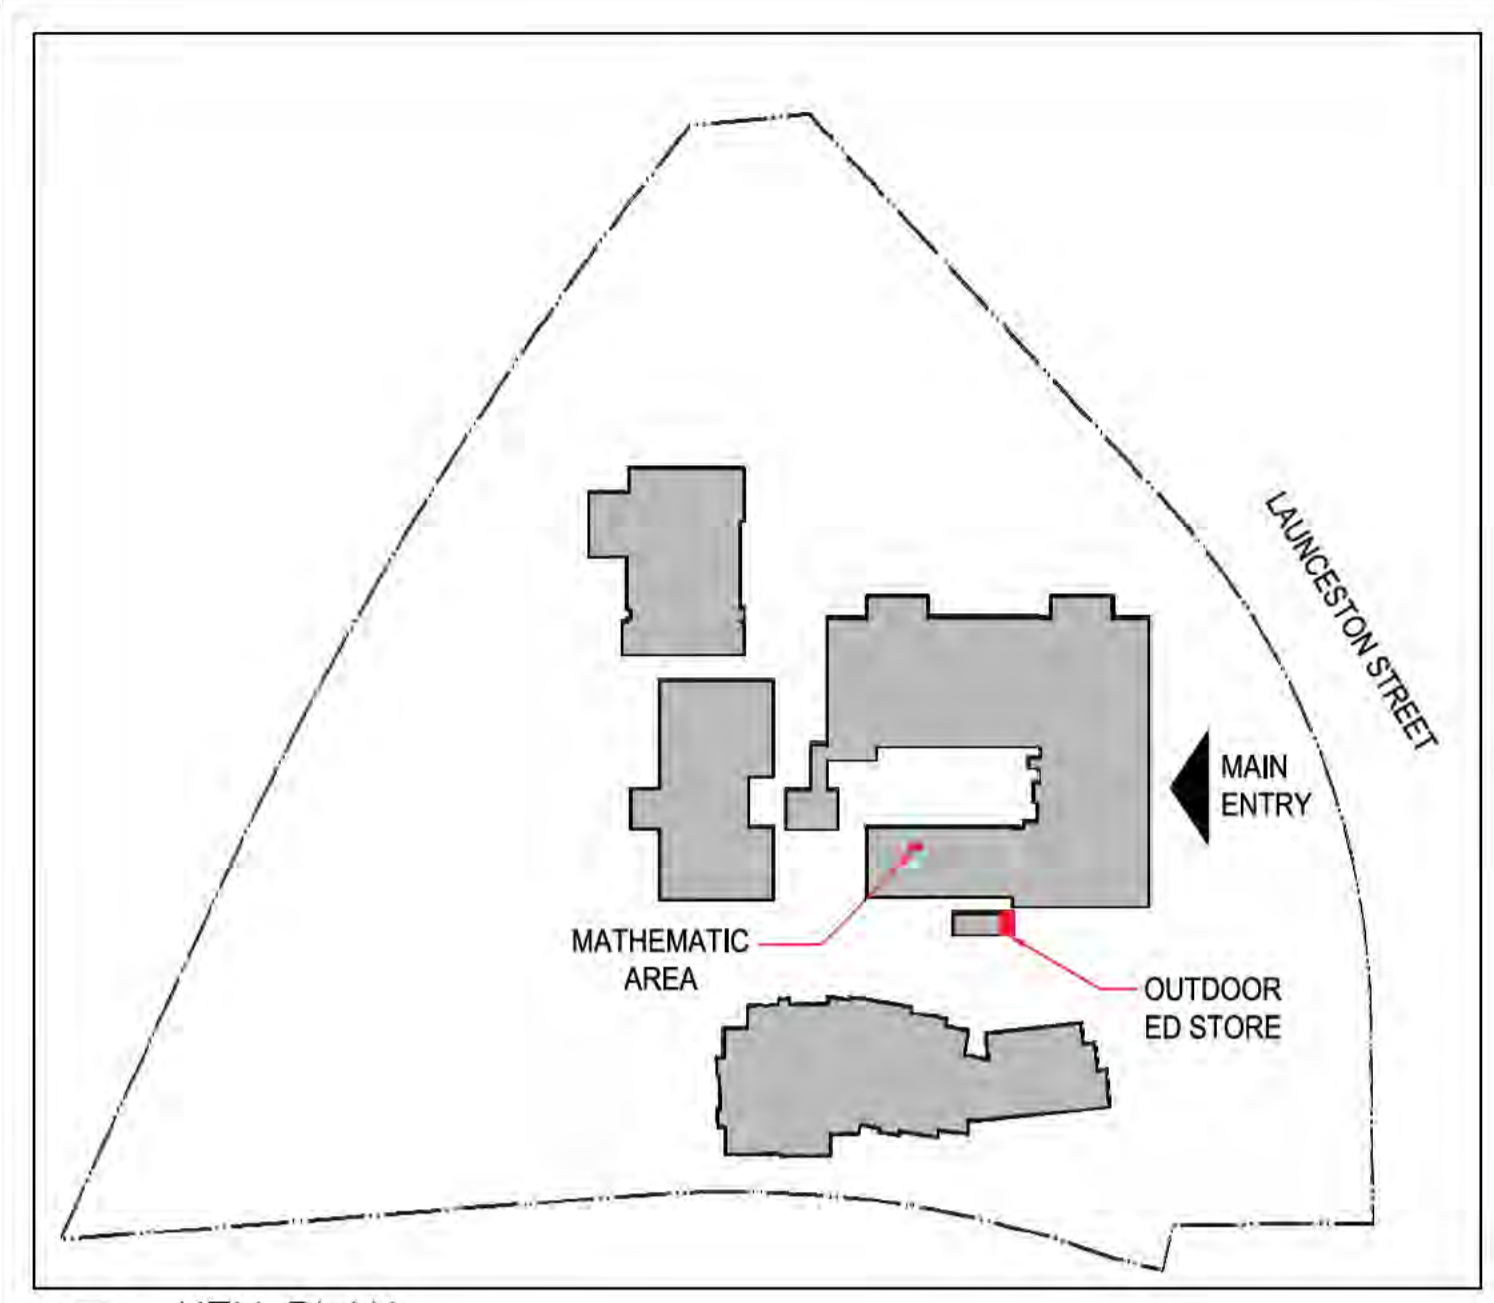 LAUNCESTON STREET
MAIN
ENTRY
MATHEMATIC
AREA
OUTDOOR
ED STORE